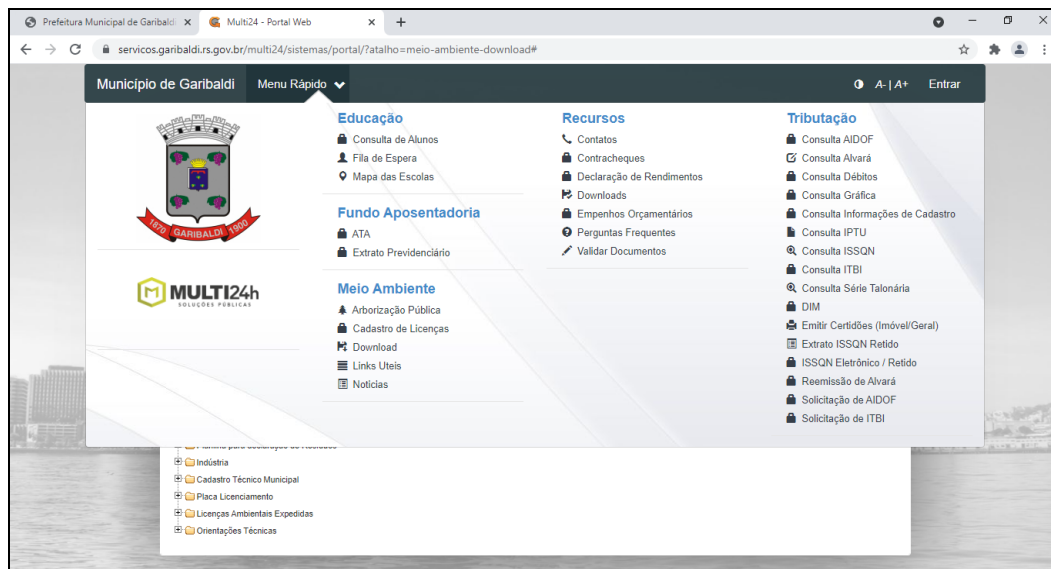 Prefeitura Municipal de Garibald
Multi24 - Portal Web
servicos.garibaldi.rs.gov.br/multi24/sistemas/portal/?atalho=meio-ambiente-download#
Município de Garibaldi
Menu Rápido
A- | A+
Entrar
1870 GARIBALDI 1900
MULTI24h
SOLUÇÕES PÚBLICAS
Educação
Consulta de Alunos
Fila de Espera
Mapa das Escolas
Fundo Aposentadoria
ATA
Extrato Previdenciário
Meio Ambiente
Arborização Pública
Cadastro de Licenças
Download
Links Uteis
Noticias
Recursos
Contatos
Contracheques
Declaração de Rendimentos
Downloads
Empenhos Orçamentários
Perguntas Frequentes
Validar Documentos
Tributação
Consulta AIDOF
Consulta Alvará
Consulta Débitos
Consulta Gráfica
Consulta Informações de Cadastro
Consulta IPTU
Consulta ISSQN
Consulta ITBI
Consulta Série Talonária
DIM
Emitir Certidões (Imóvel/Geral)
Extrato ISSQN Retido
ISSQN Eletrônico / Retido
Reemissão de Alvará
Solicitação de AIDOF
Solicitação de ITBI
Indústria
Cadastro Técnico Municipal
Placa Licenciamento
Licenças Ambientais Expedidas
Orientações Técnicas